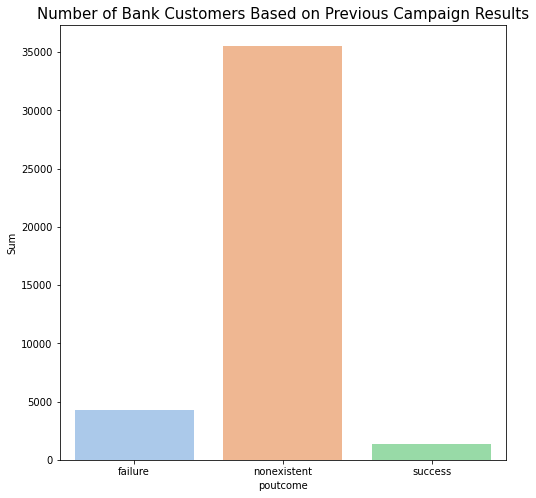 Number of Bank Customers Based on Previous Campaign Results
35000
30000
25000
20000
15000
10000
5000
0
Sum
failure nonexistent success
poutcome